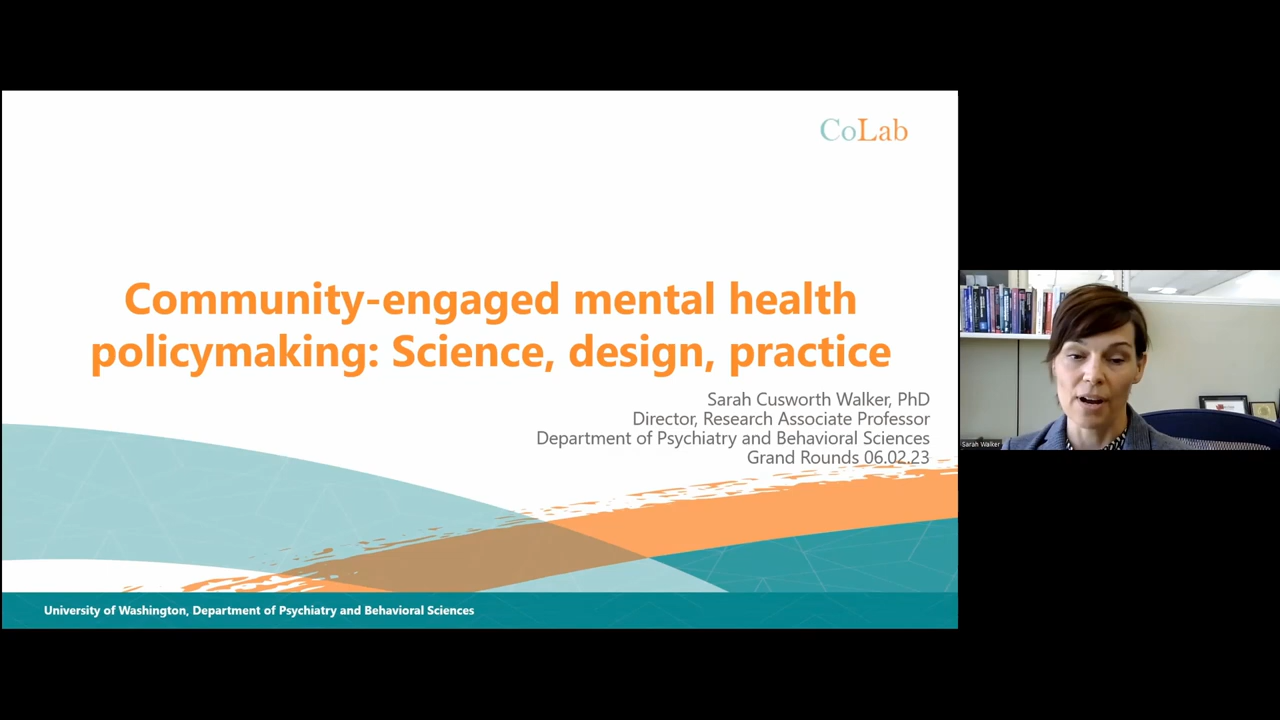 CoLab
Community-engaged mental health
policymaking: Science, design, practice
Sarah Cusworth Walker, PhD
Director, Research Associate Professor
Department of Psychiatry and Behavioral Sciences
Grand Rounds 06.02.23
Sarah Walker
University of Washington, Department of Psychiatry and Behavioral Sciences